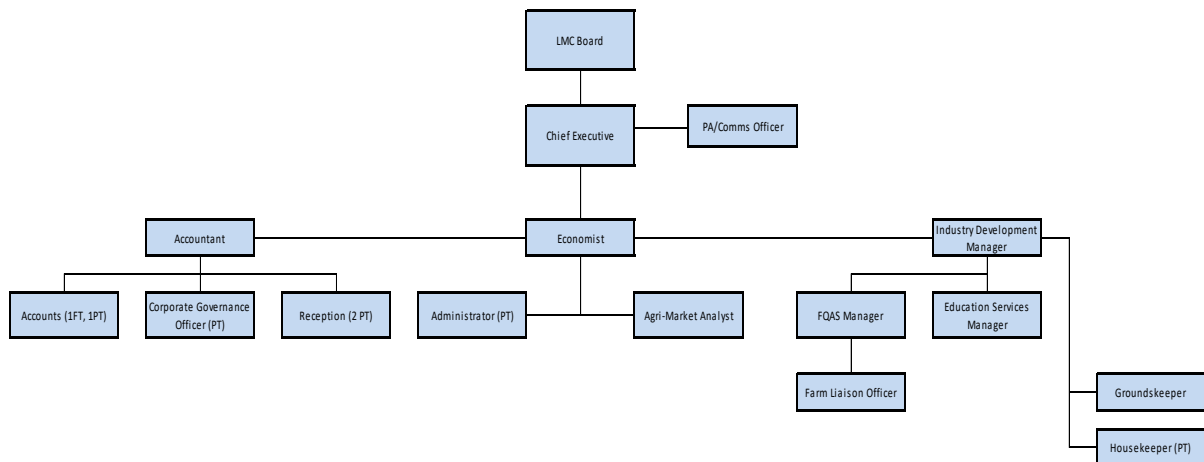 LMC Board
Chief Executive
PA/Comms Officer
Accountant
Economist
Industry Development
Manager
Accounts (1FT, 1PT)
Corporate Governance
Officer (PT)
Reception (2 PT)
Administrator (PT)
Agri-Market Analyst
FQAS Manager
Education Services
Manager
Farm Liaison Officer
Groundskeeper
Housekeeper (PT)